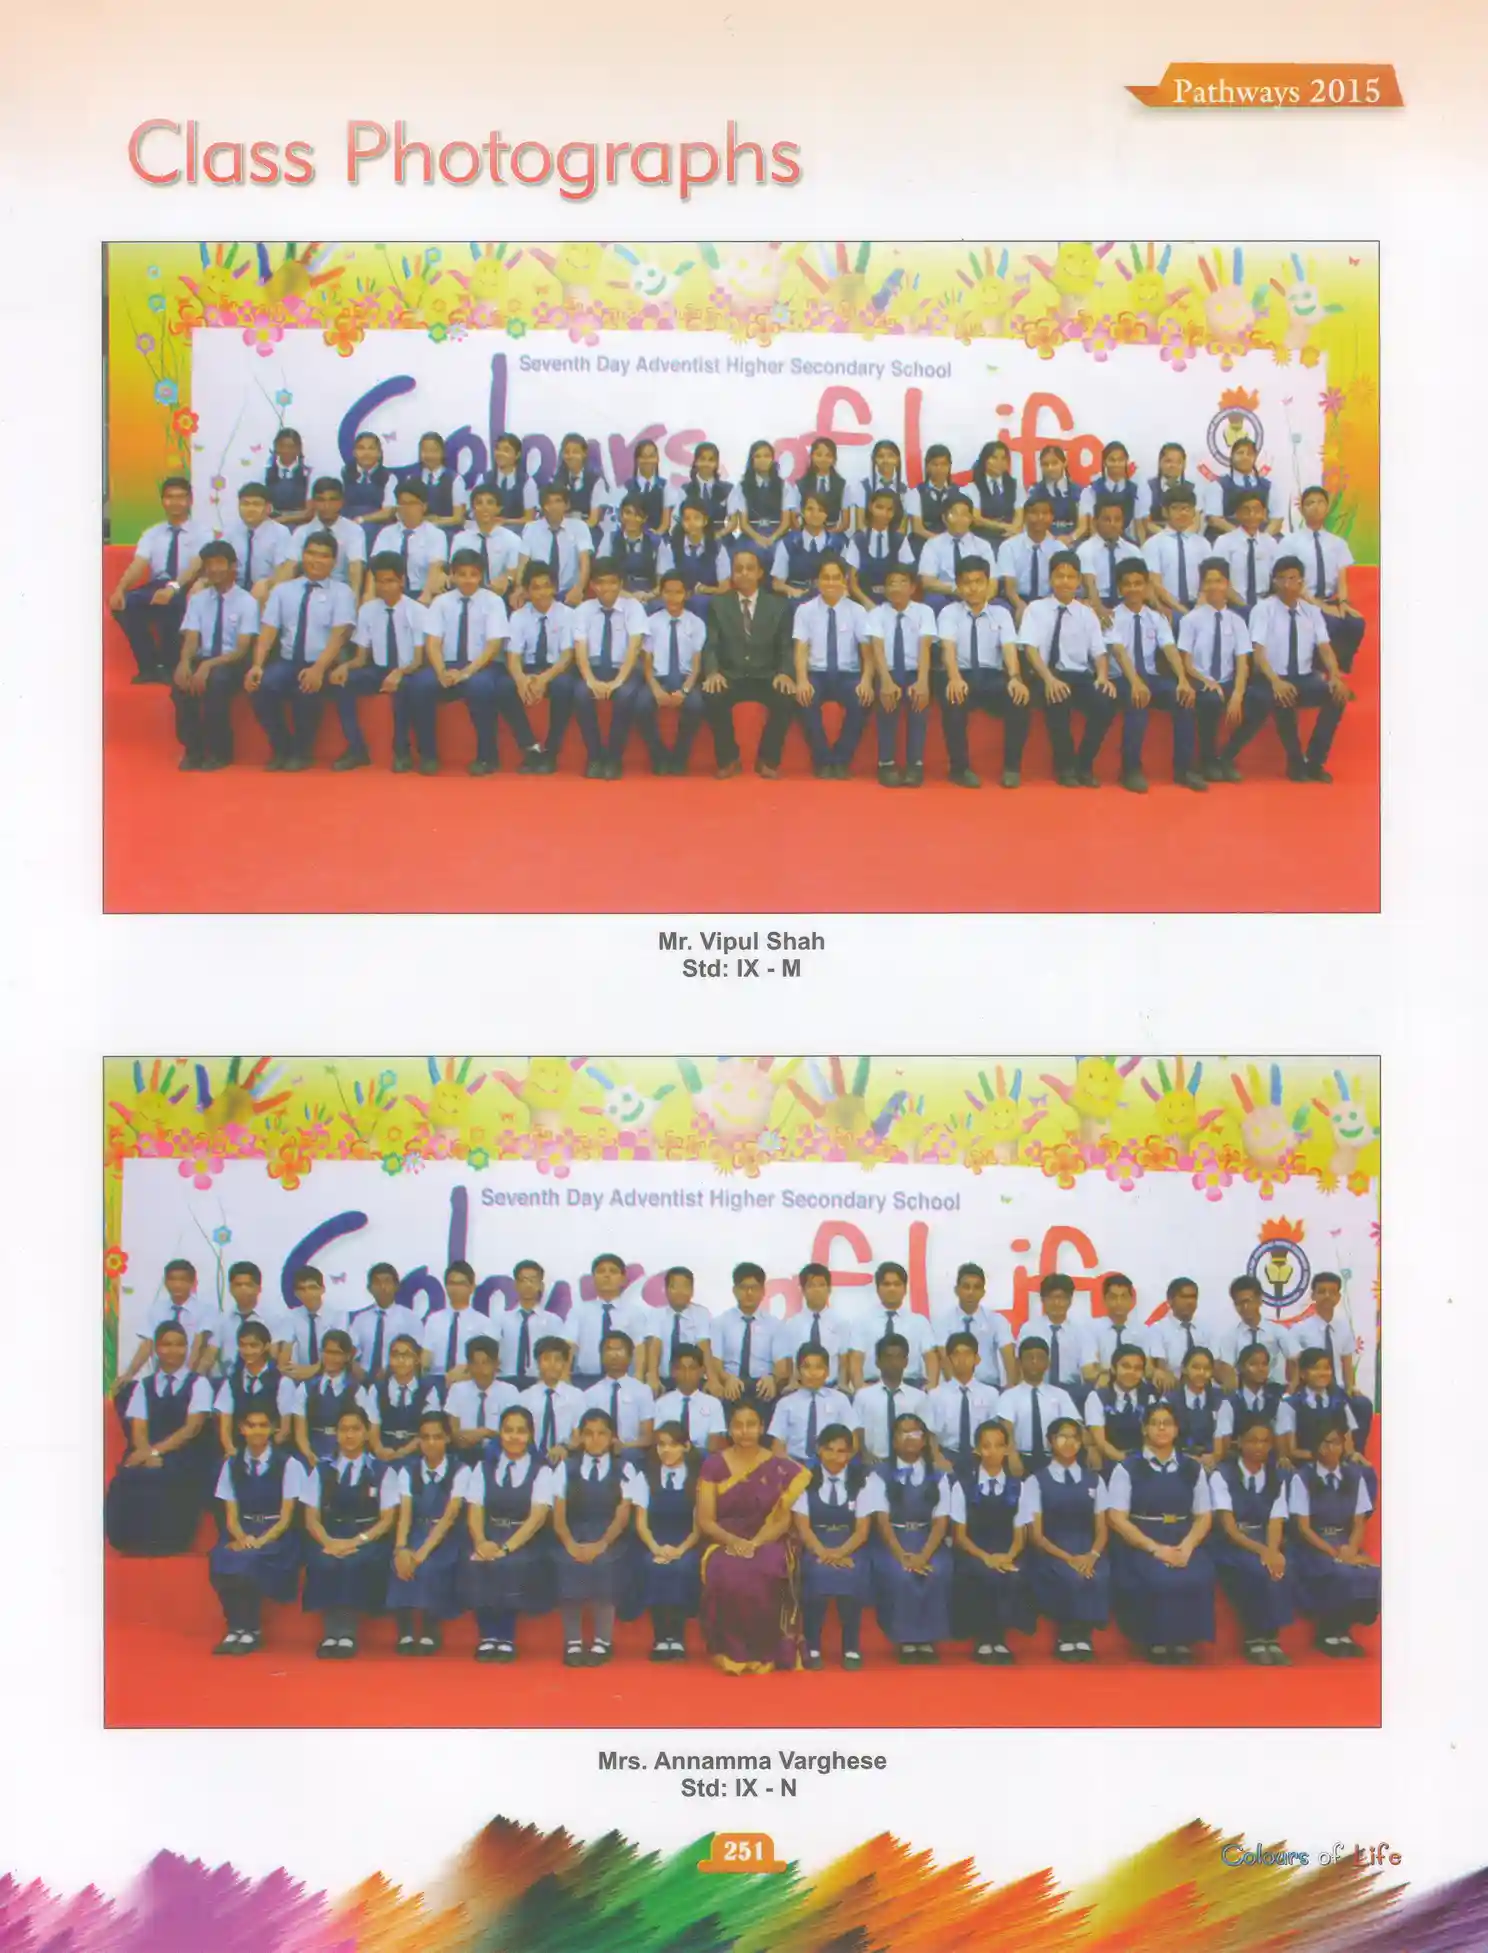 Pathways 2015
Class Photographs
Seventh Day Adventist Higher Secondary School
Colours of Life
Mr. Vipul Shah
Std: IX - M
Seventh Day Adventist Higher Secondary School
Colours of Life
Mrs. Annamma Varghese
Std: IX - N
251
Colours of Life